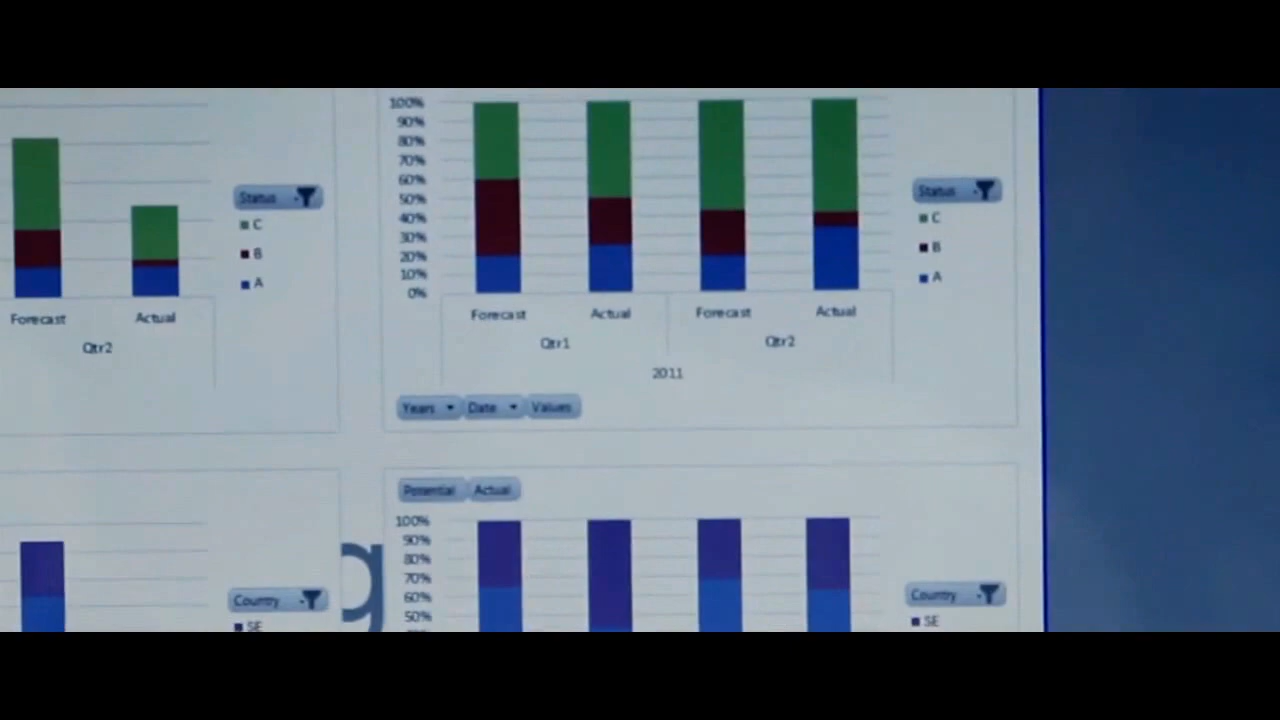 100%
90%
80%
70%
60%
50%
40%
30%
20%
10%
0%
Status
C
B
A
Forecast Actual
Qtr2
Forecast Actual Forecast Actual
Qtr1 Qtr2
2011
Status
C
B
A
Years Date Values
Potential Actual
100%
90%
80%
70%
60%
50%
Country
SE
g
Country
SE